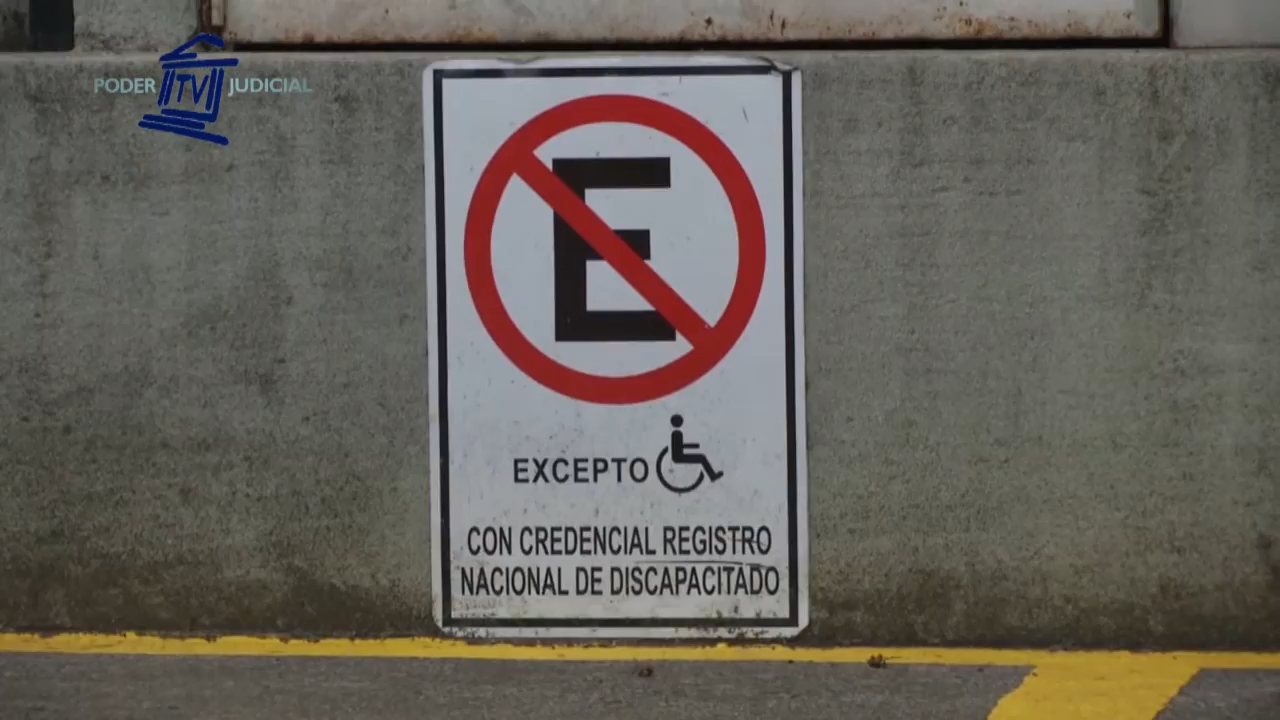 PODER TV JUDICIAL
E
EXCEPTO
CON CREDENCIAL REGISTRO
NACIONAL DE DISCAPACITADO